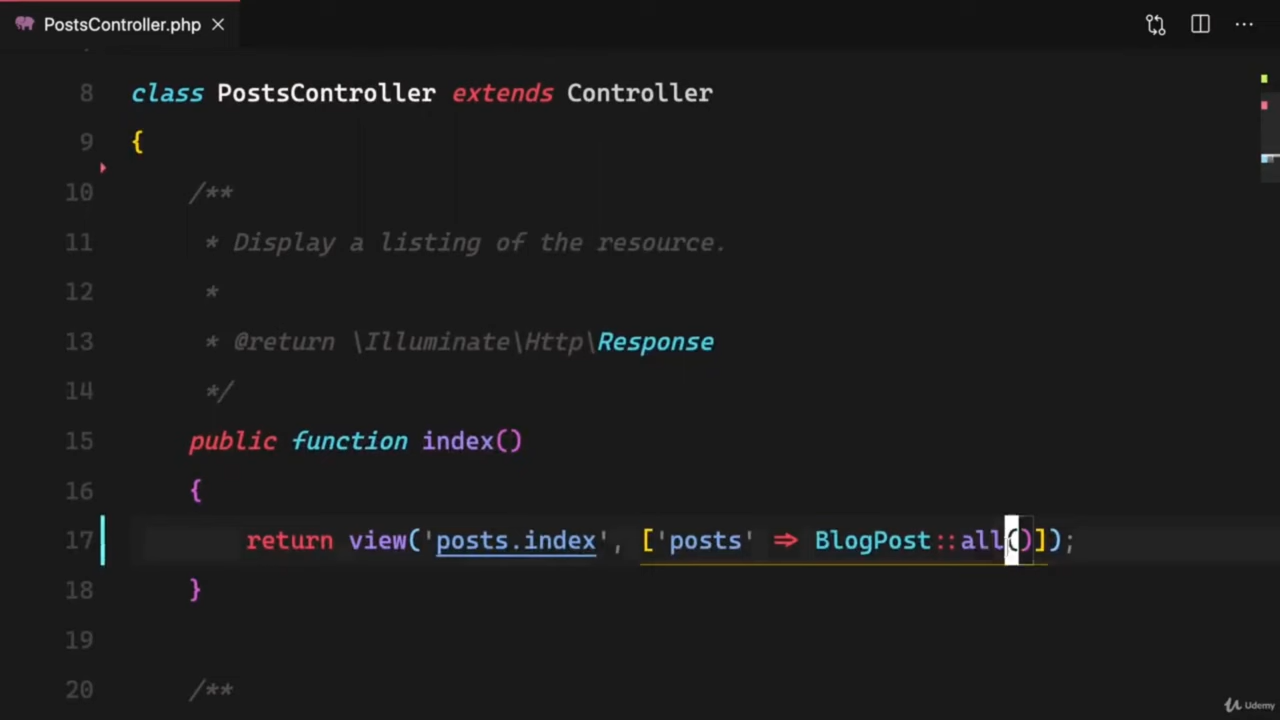 PostsController.php
8 class PostsController extends Controller
9 {
10 /**
11 * Display a listing of the resource.
12 *
13 * @return \Illuminate\Http\Response
14 */
15 public function index()
16 {
17 return view('posts.index', ['posts' => BlogPost::all()]);
18 }
19
20 /**
Udemy